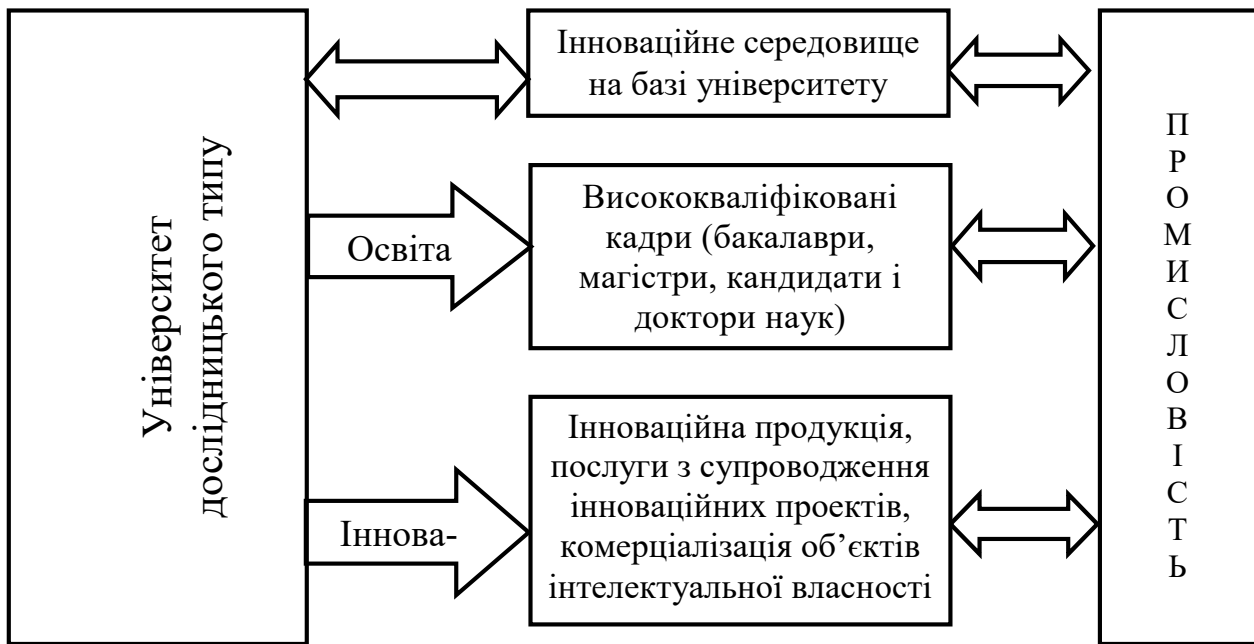 Університет
дослідницького типу
Інноваційне середовище
на базі університету
Освіта
Висококваліфіковані
кадри (бакалаври,
магістри, кандидати і
доктори наук)
Іннова-
Інноваційна продукція,
послуги з супроводження
інноваційних проектів,
комерціалізація об’єктів
інтелектуальної власності
П
Р
О
М
И
С
Л
О
В
І
С
Т
Ь